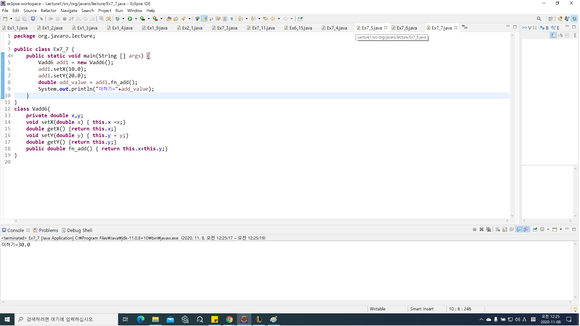 eclipse-workspace - Lecture1/src/org/javaro/lecture/Ex7_7.java - Eclipse IDE
File Edit Source Refactor Navigate Search Project Run Window Help
Ex1_1.java Ex1_2.java Ex1_3.java Ex1_4.java Ex1_9.java Ex2_1.java Ex7_3.java Ex7_11.java Ex6_15.java Ex7_4.java Ex7_5.java Ex7_6.java Ex7_7.java
Lecture1/src/org/javaro/lecture/Ex7_5.java
1 package org.javaro.lecture;
2
3 public class Ex7_7 {
4 public static void main(String [] args) {
5 Vadd6 add1 = new Vadd6();
6 add1.setX(10.0);
7 add1.setY(20.0);
8 double add_value = add1.fn_add();
9 System.out.println("더하기="+add_value);
10 }
11 }
12 class Vadd6{
13 private double x,y;
14 void setX(double x) { this.x =x;}
15 double getX() {return this.x;}
16 void setY(double y) { this.y = y;}
17 double getY() {return this.y;}
18 public double fn_add() { return this.x+this.y;}
19 }
20
Console Problems Debug Shell
<terminated> Ex7_7 [Java Application] C:#Program Files#Java#jdk-11.0.8+10#bin#javaw.exe (2020. 11. 8. 오전 12:25:17 – 오전 12:25:19)
더하기=30.0
Writable Smart Insert 10 : 6 : 246
검색하려면 여기에 입력하십시오.
오전 12:25
2020-11-08